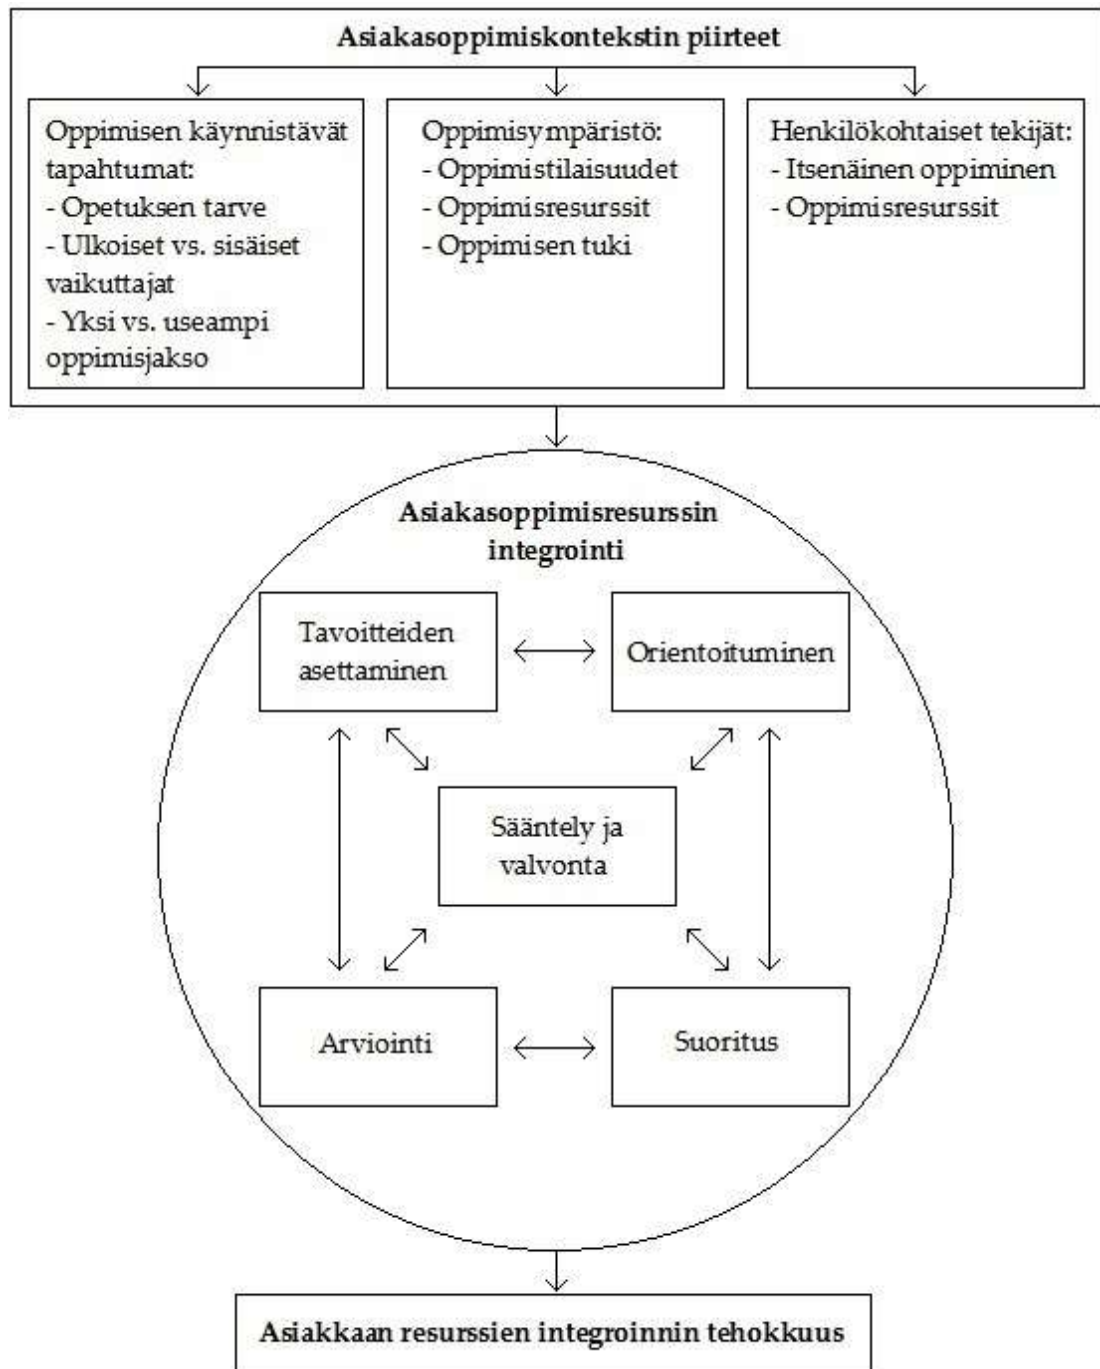 Asiakasoppimiskontekstin piirteet
Oppimisen käynnistävät
tapahtumat:
- Opetuksen tarve
- Ulkoiset vs. sisäiset
vaikuttajat
- Yksi vs. useampi
oppimisjakso
Oppimisympäristö:
- Oppimistilaisuudet
- Oppimisresurssit
- Oppimisen tuki
Henkilökohtaiset tekijät:
- Itsenäinen oppiminen
- Oppimisresurssit
Asiakasoppimisresurssin
integrointi
Tavoitteiden
asettaminen
Orientoituminen
Sääntely ja
valvonta
Arviointi
Suoritus
Asiakkaan resurssien integroinnin tehokkuus